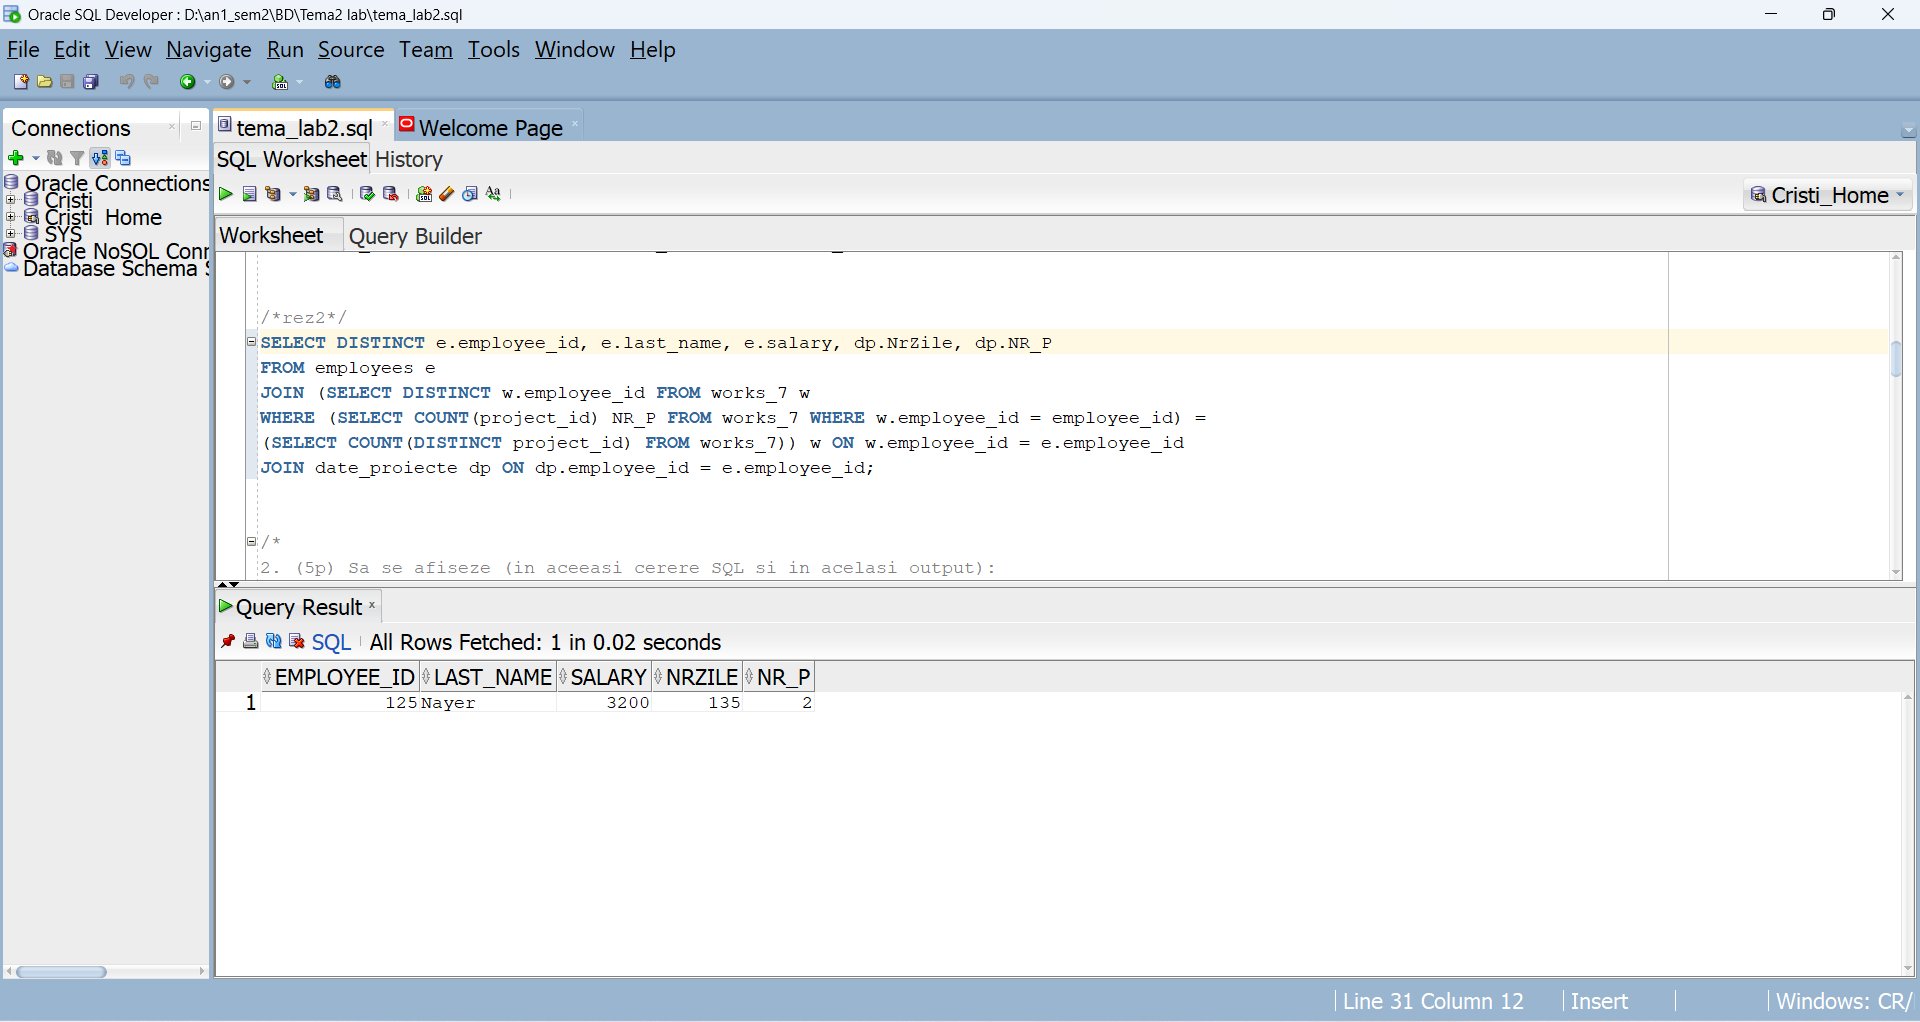 Oracle SQL Developer : D:\an1_sem2\BD\Tema2 lab\tema_lab2.sql
File Edit View Navigate Run Source Team Tools Window Help
Connections
Oracle Connections
Cristi
Cristi_Home
SYS
Oracle NoSQL Conn
Database Schema S
tema_lab2.sql
Welcome Page
SQL Worksheet History
Cristi_Home
Worksheet Query Builder
/*rez2*/
SELECT DISTINCT e.employee_id, e.last_name, e.salary, dp.NrZile, dp.NR_P
FROM employees e
JOIN (SELECT DISTINCT w.employee_id FROM works_7 w
WHERE (SELECT COUNT(project_id) NR_P FROM works_7 WHERE w.employee_id = employee_id) =
(SELECT COUNT(DISTINCT project_id) FROM works_7)) w ON w.employee_id = e.employee_id
JOIN date_proiecte dp ON dp.employee_id = e.employee_id;
/*
2. (5p) Sa se afiseze (in aceeasi cerere SQL si in acelasi output):
Query Result
SQL All Rows Fetched: 1 in 0.02 seconds
EMPLOYEE_ID LAST_NAME SALARY NRZILE NR_P
1 125 Nayer 3200 135 2
Line 31 Column 12 Insert Windows: CR/